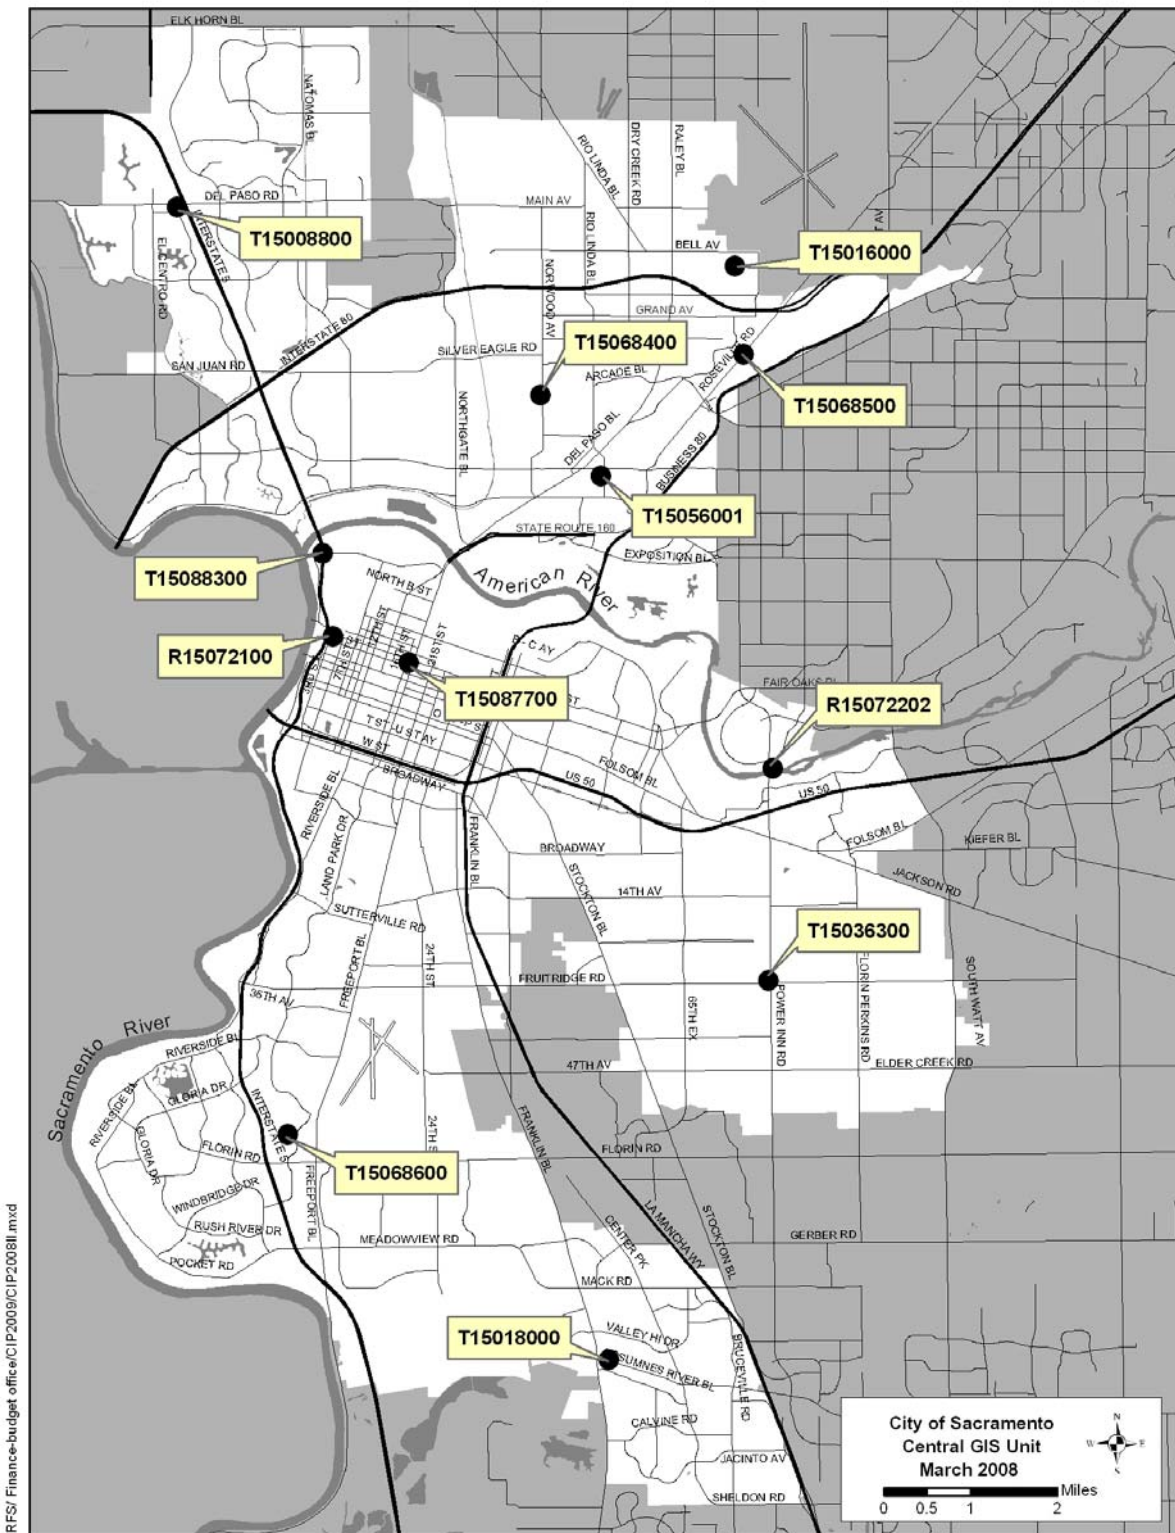 ELK HORN BL
NATOMAS BL
RIO LINDA BL
DRY CREEK RD
RALEY BL
DEL PASO RD
MAIN AV
T15008800
INTERSTATE 5
EL CENTRO RD
RIO LINDA BL
BELL AV
T15016000
NORWOOD AV
GRAND AV
INTERSTATE 80
T15068400
SILVER EAGLE RD
ROSEVILLE RD
SAN JUAN RD
ARCADE BL
T15068500
NORTHGATE BL
DEL PASO BL
BUSINESS 80
T15056001
STATE ROUTE 160
EXPOSITION BL
T15088300
NORTH B ST
American River
12TH ST
21ST ST
R15072100
7TH ST
3RD ST
FAIR OAKS BL
T15087700
R15072202
T ST-U ST AY
W ST
BROADWAY
FOLSOM BL
US 50
US 50
RIVERSIDE BL
LAND PARK DR
FRANKLIN BL
BROADWAY
FOLSOM BL
KIEFER BL
STOCKTON BL
14TH AV
JACKSON RD
SUTTERVILLE RD
T15036300
FREEPORT BL
24TH ST
FRUITRIDGE RD
35TH AV
65TH EX
POWER INN RD
FLORIN PERKINS RD
SOUTH WATT AV
Sacramento River
RIVERSIDE BL
47TH AV
ELDER CREEK RD
RIVERSIDE BL
GLORIA DR
GLORIA DR
INTERSTATE 5
24TH S
FRANKLIN BL
FLORIN RD
FLORIN RD
T15068600
FREEPORT BL
WINDBRIDGE DR
RUSH RIVER DR
POCKET RD
MEADOWVIEW RD
CENTER PK
LA MANCHA WY
STOCKTON BL
GERBER RD
MACK RD
T15018000
VALLEY HI DR
SUMNES RIVER BL
BRUCEVILLE RD
CALVINE RD
JACINTO AV
SHELDON RD
City of Sacramento
Central GIS Unit
March 2008
N
W E
S
Miles
0 0.5 1 2
RFS/ Finance-budget office/CIP2009/CIP2008II.mxd